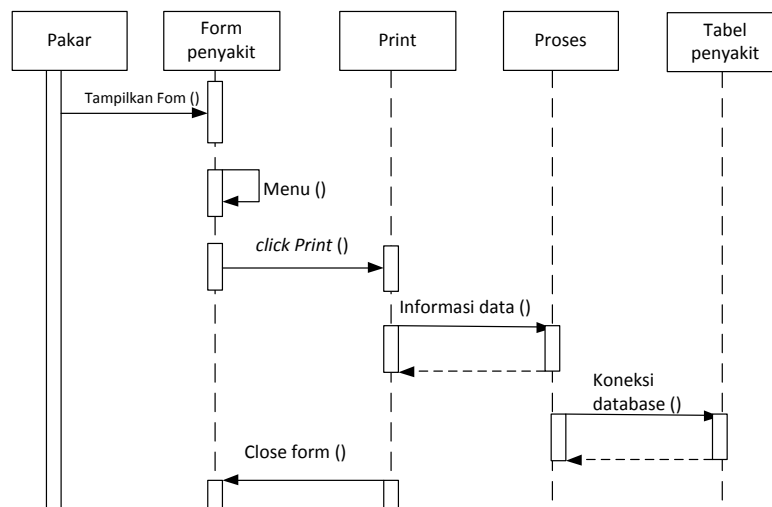 Pakar
Form
penyakit
Print
Proses
Tabel
penyakit
Tampilkan Fom ()
Menu ()
click Print ()
Informasi data ()
Koneksi
database ()
Close form ()